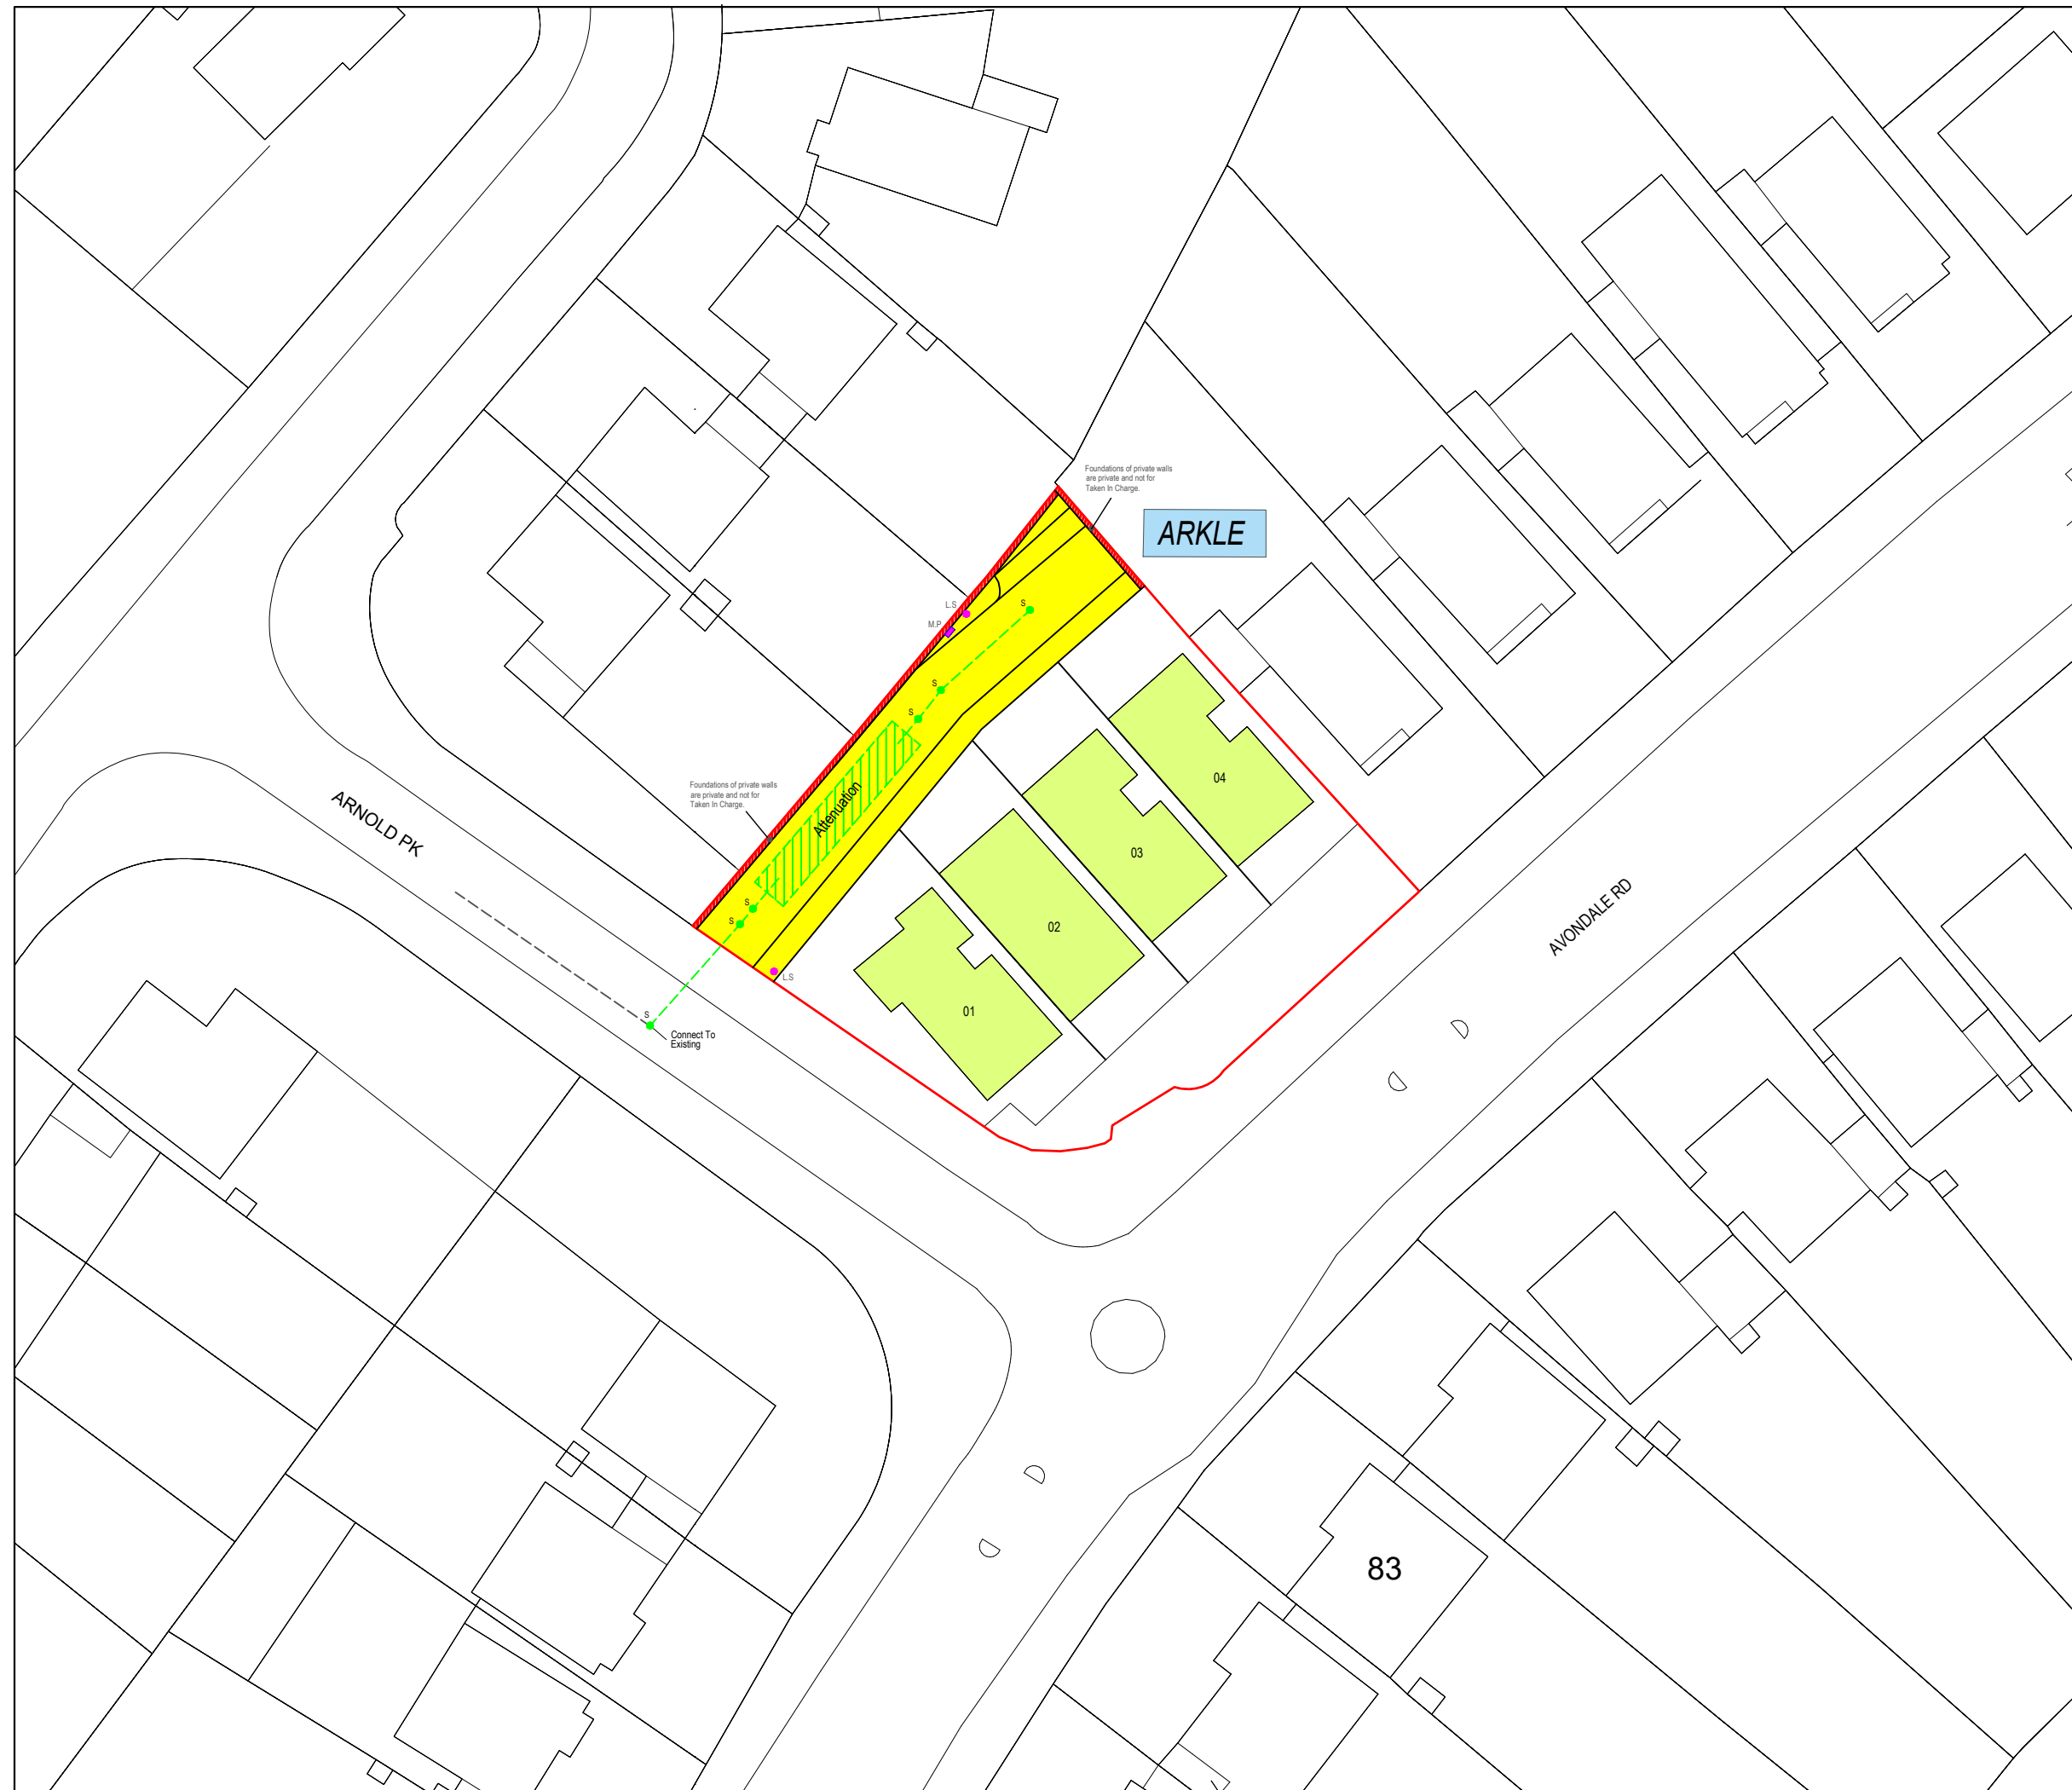 Foundations of private walls
are private and not for
Taken In Charge.
ARKLE
L.S
M.P
S
S
S
04
03
02
01
Attenuation
Foundations of private walls
are private and not for
Taken In Charge.
ARNOLD PK
AVONDALE RD
S
S
L.S
S
Connect To
Existing
83